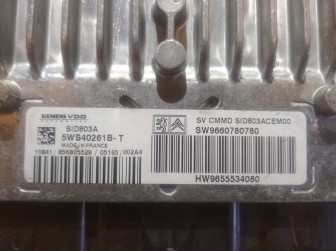 SIEMENS VDO
SID803A
5WS40261B-T
MADE IN FRANCE
SV CMMD SID803ACEM00
SW9660780780
HW9655534080